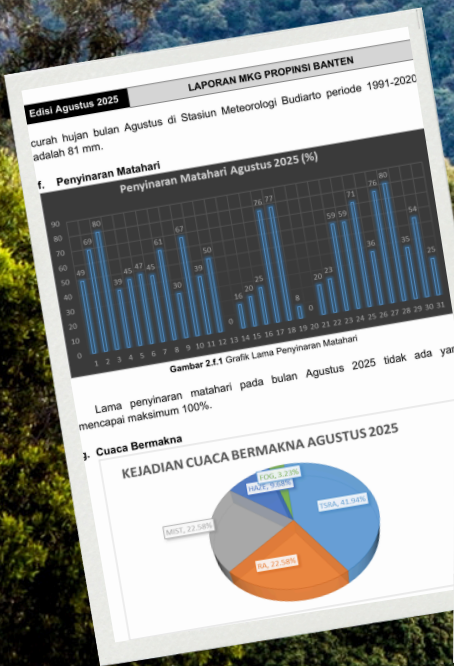 Edisi Agustus 2025
LAPORAN MKG PROPINSI BANTEN
curah hujan bulan Agustus di Stasiun Meteorologi Budiarto periode 1991-2020
adalah 81 mm.
f. Penyinaran Matahari
Penyinaran Matahari Agustus 2025 (%)
90
80
70
60
50
40
30
20
10
0
49 69 80 39 45 47 45 61 30 67 39 50 0 16 20 25 76 77 8 0 20 23 59 59 71 36 76 80 35 54 25
1 2 3 4 5 6 7 8 9 10 11 12 13 14 15 16 17 18 19 20 21 22 23 24 25 26 27 28 29 30 31
Gambar 2.f.1 Grafik Lama Penyinaran Matahari
Lama penyinaran matahari pada bulan Agustus 2025 tidak ada yan
mencapai maksimum 100%.
g. Cuaca Bermakna
KEJADIAN CUACA BERMAKNA AGUSTUS 2025
FOG, 3.23%
HAZE, 9.68%
TSRA, 41.94%
MIST, 22.58%
RA, 22.58%